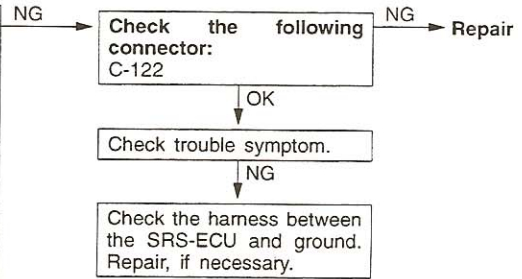 NG
Check the following
connector:
C-122
NG
Repair
OK
Check trouble symptom.
NG
Check the harness between
the SRS-ECU and ground.
Repair, if necessary.